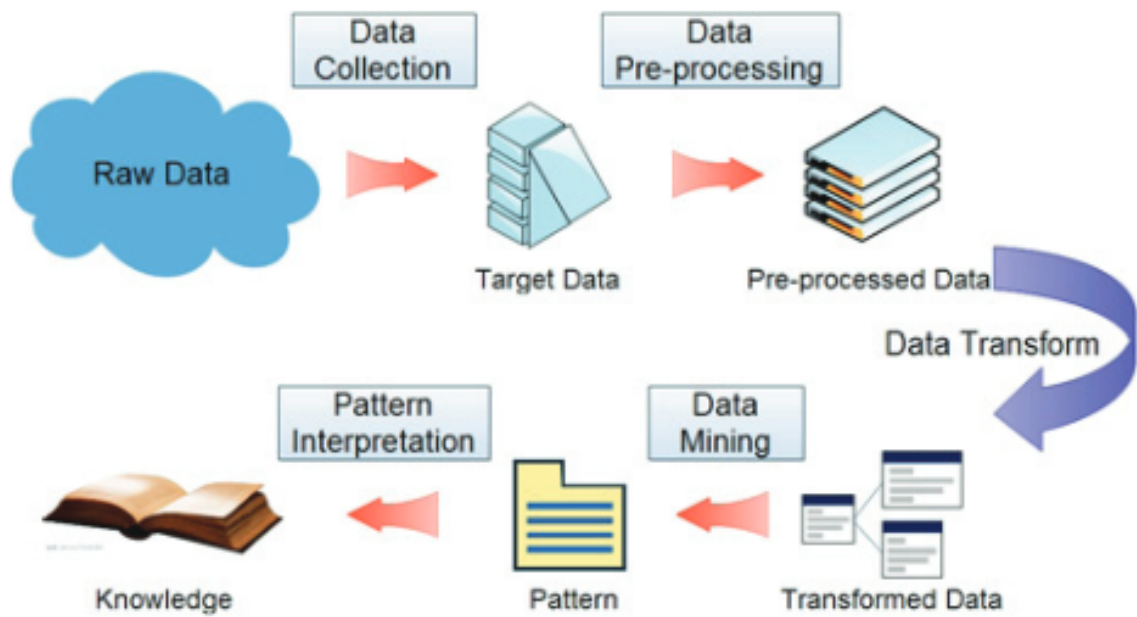 Data
Collection
Data
Pre-processing
Raw Data
Target Data
Pre-processed Data
Data Transform
Pattern
Interpretation
Data
Mining
Knowledge
Pattern
Transformed Data